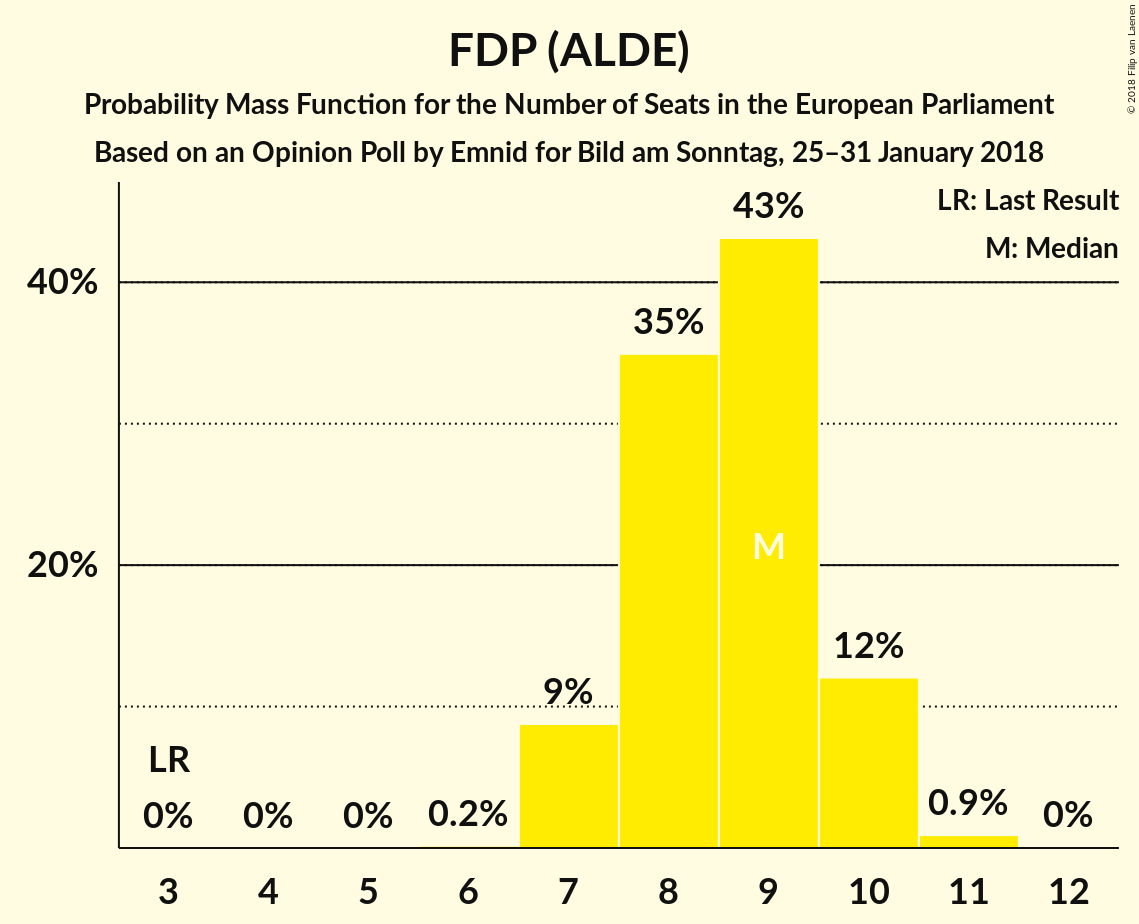 FDP (ALDE)
Probability Mass Function for the Number of Seats in the European Parliament
Based on an Opinion Poll by Emnid for Bild am Sonntag, 25–31 January 2018
© 2018 Filip van Laenen
LR: Last Result
M: Median
40%
20%
43%
35%
M
12%
9%
LR
0%
0%
0%
0.2%
0.9%
0%
3
4
5
6
7
8
9
10
11
12